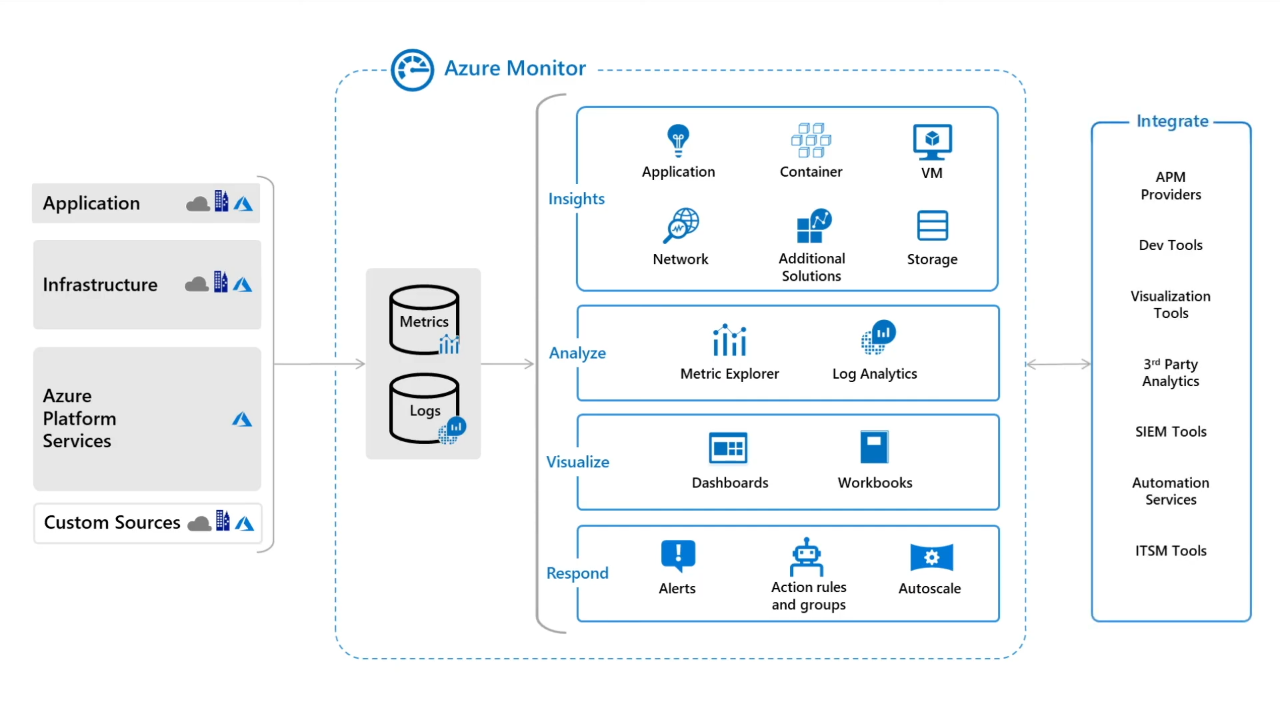 Azure Monitor
Application
Infrastructure
Azure
Platform
Services
Custom Sources
Metrics
Logs
Insights
Application
Container
VM
Network
Additional
Solutions
Storage
Analyze
Metric Explorer
Log Analytics
Visualize
Dashboards
Workbooks
Respond
Alerts
Action rules
and groups
Autoscale
Integrate
APM
Providers
Dev Tools
Visualization
Tools
3rd Party
Analytics
SIEM Tools
Automation
Services
ITSM Tools